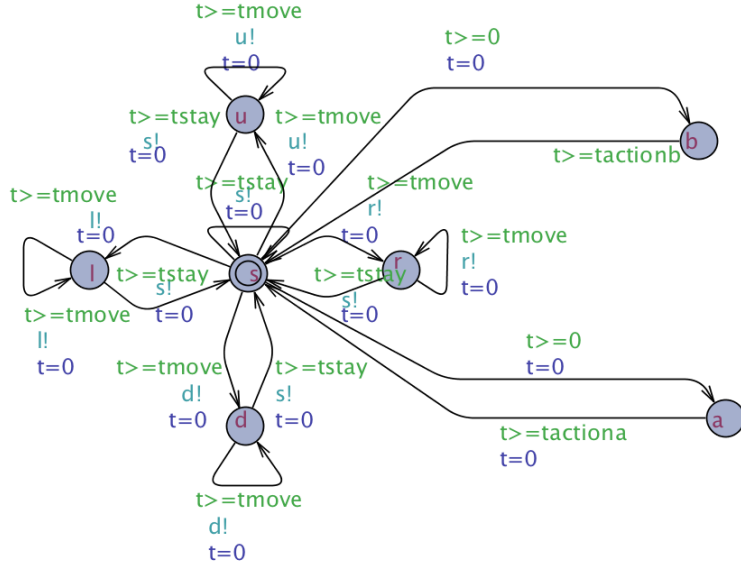 t>=tmove
u!
t=0
t>=0
t=0
t>=tstay
s!
t=0
u
t>=tmove
u!
t=0
b
t>=tactionb
t>=tstay
s!
t=0
t>=tmove
r!
t=0
t>=tmove
l!
t=0
l
t>=tstay
s!
t=0
s
t>=tstay
s!
t=0
r
t>=tmove
r!
t=0
t>=tmove
l!
t=0
t>=tmove
d!
t=0
t>=tstay
s!
t=0
t>=0
t=0
d
a
t>=tactiona
t=0
t>=tmove
d!
t=0